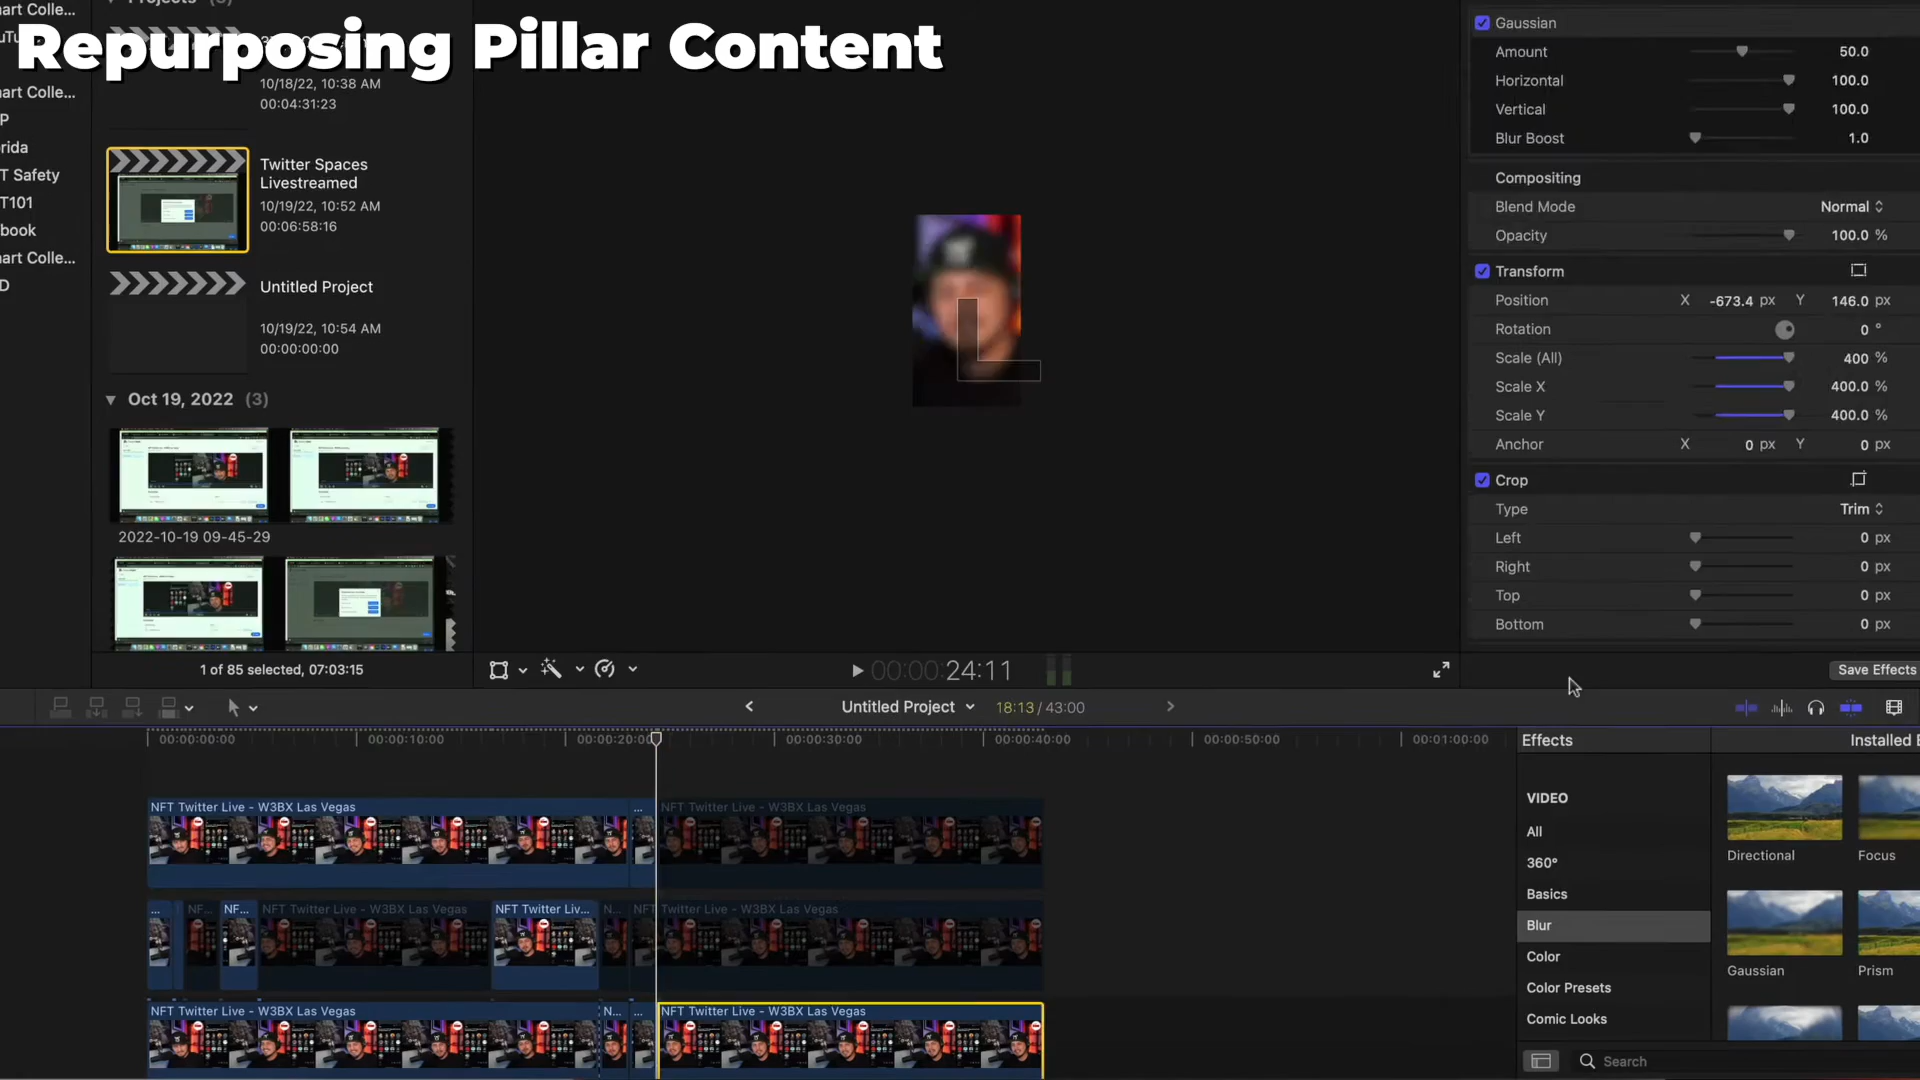 Repurposing Pillar Content
Projects (3)
art Colle...
10/18/22, 10:38 AM
00:04:31:23
art Colle...
P
rida
T Safety
T101
book
art Colle...
D
Twitter Spaces
Livestreamed
10/19/22, 10:52 AM
00:06:58:16
Untitled Project
10/19/22, 10:54 AM
00:00:00:00
Oct 19, 2022 (3)
2022-10-19 09-45-29
1 of 85 selected, 07:03:15
Gaussian
Amount 50.0
Horizontal 100.0
Vertical 100.0
Blur Boost 1.0
Compositing
Blend Mode Normal
Opacity 100.0 %
Transform
Position X -673.4 px Y 146.0 px
Rotation 0 °
Scale (All) 400 %
Scale X 400.0 %
Scale Y 400.0 %
Anchor X 0 px Y 0 px
Crop
Type Trim
Left 0 px
Right 0 px
Top 0 px
Bottom 0 px
00:00:24:11
Save Effects
Untitled Project 18:13 / 43:00
00:00:00:00 00:00:10:00 00:00:20:00 00:00:30:00 00:00:40:00 00:00:50:00 00:01:00:00
NFT Twitter Live - W3BX Las Vegas ... NFT Twitter Live - W3BX Las Vegas
... NF... NF... NFT Twitter Live - W3BX Las Vegas NFT Twitter Liv... N... NFT Twitter Live - W3BX Las Vegas
NFT Twitter Live - W3BX Las Vegas N... ... NFT Twitter Live - W3BX Las Vegas
Effects
Installed E
VIDEO
All
360°
Basics
Blur
Color
Color Presets
Comic Looks
Directional
Focus
Gaussian
Prism
Search